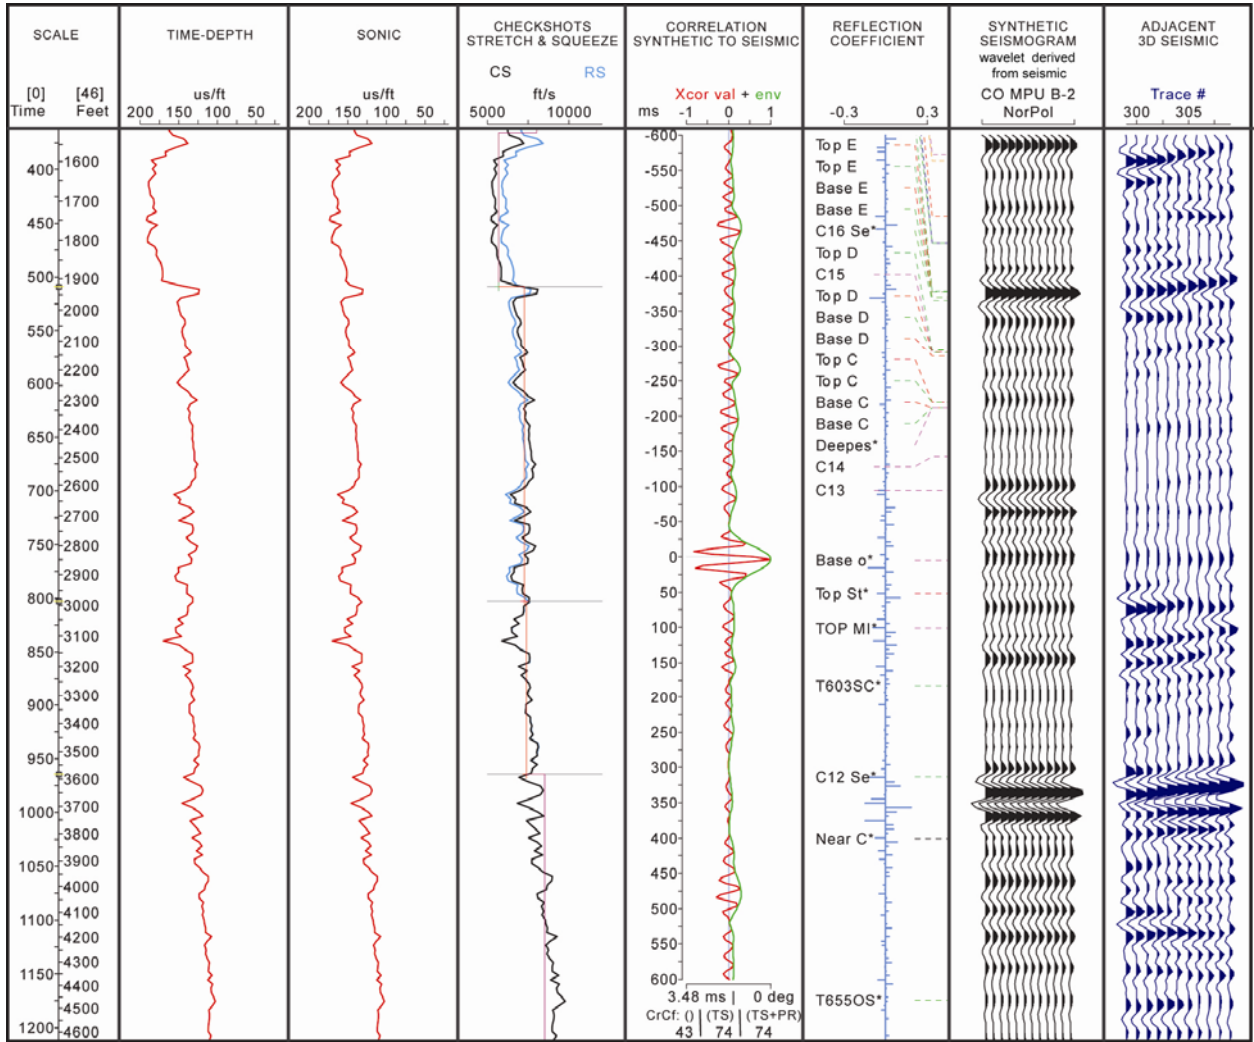 SCALE
[0] [46]
Time Feet
TIME-DEPTH
us/ft
200 150 100 50
SONIC
us/ft
200 150 100 50
CHECKSHOTS
STRETCH & SQUEEZE
CS RS
ft/s
5000 10000
CORRELATION
SYNTHETIC TO SEISMIC
Xcor val + env
ms -1 0 1
REFLECTION
COEFFICIENT
-0.3 0.3
SYNTHETIC
SEISMOGRAM
wavelet derived
from seismic
CO MPU B-2
NorPol
ADJACENT
3D SEISMIC
Trace #
300 305
400
450
500
550
600
650
700
750
800
850
900
950
1000
1050
1100
1150
1200
1600
1700
1800
1900
2000
2100
2200
2300
2400
2500
2600
2700
2800
2900
3000
3100
3200
3300
3400
3500
3600
3700
3800
3900
4000
4100
4200
4300
4400
4500
4600
-600
-550
-500
-450
-400
-350
-300
-250
-200
-150
-100
-50
0
50
100
150
200
250
300
350
400
450
500
550
600
3.48 ms | 0 deg
CrCf: () | (TS) | (TS+PR)
43 | 74 | 74
Top E
Top E
Base E
Base E
C16 Se*
Top D
C15
Top D
Base D
Base D
Top C
Top C
Base C
Base C
Deepes*
C14
C13
Base o*
Top St*
TOP MI*
T603SC*
C12 Se*
Near C*
T655OS*